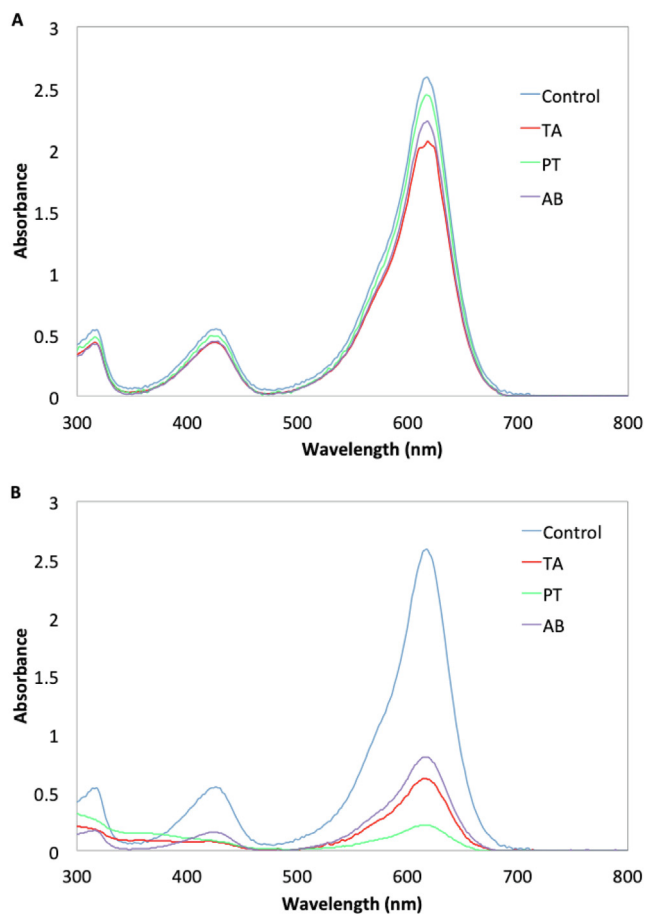 A
3
2.5
2
1.5
1
0.5
0
Absorbance
300 400 500 600 700 800
Wavelength (nm)
Control
TA
PT
AB
B
3
2.5
2
1.5
1
0.5
0
Absorbance
300 400 500 600 700 800
Wavelength (nm)
Control
TA
PT
AB